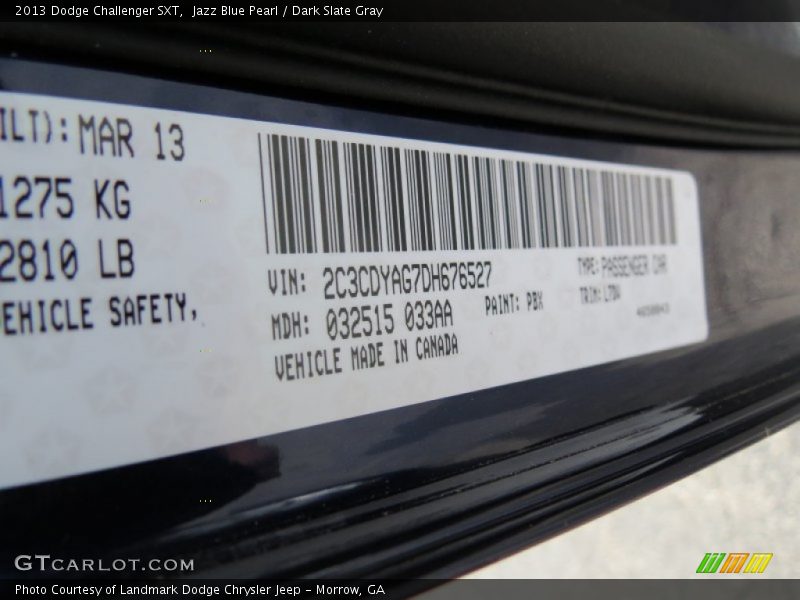 2013 Dodge Challenger SXT, Jazz Blue Pearl / Dark Slate Gray
ILT): MAR 13
1275 KG
2810 LB
EHICLE SAFETY,
VIN: 2C3CDYAG7DH676527
TYPE: PASSENGER CAR
MDH: 032515 033AA
PAINT: PBX
TRIM:
VEHICLE MADE IN CANADA
GTCARLOT.COM
Photo Courtesy of Landmark Dodge Chrysler Jeep - Morrow, GA